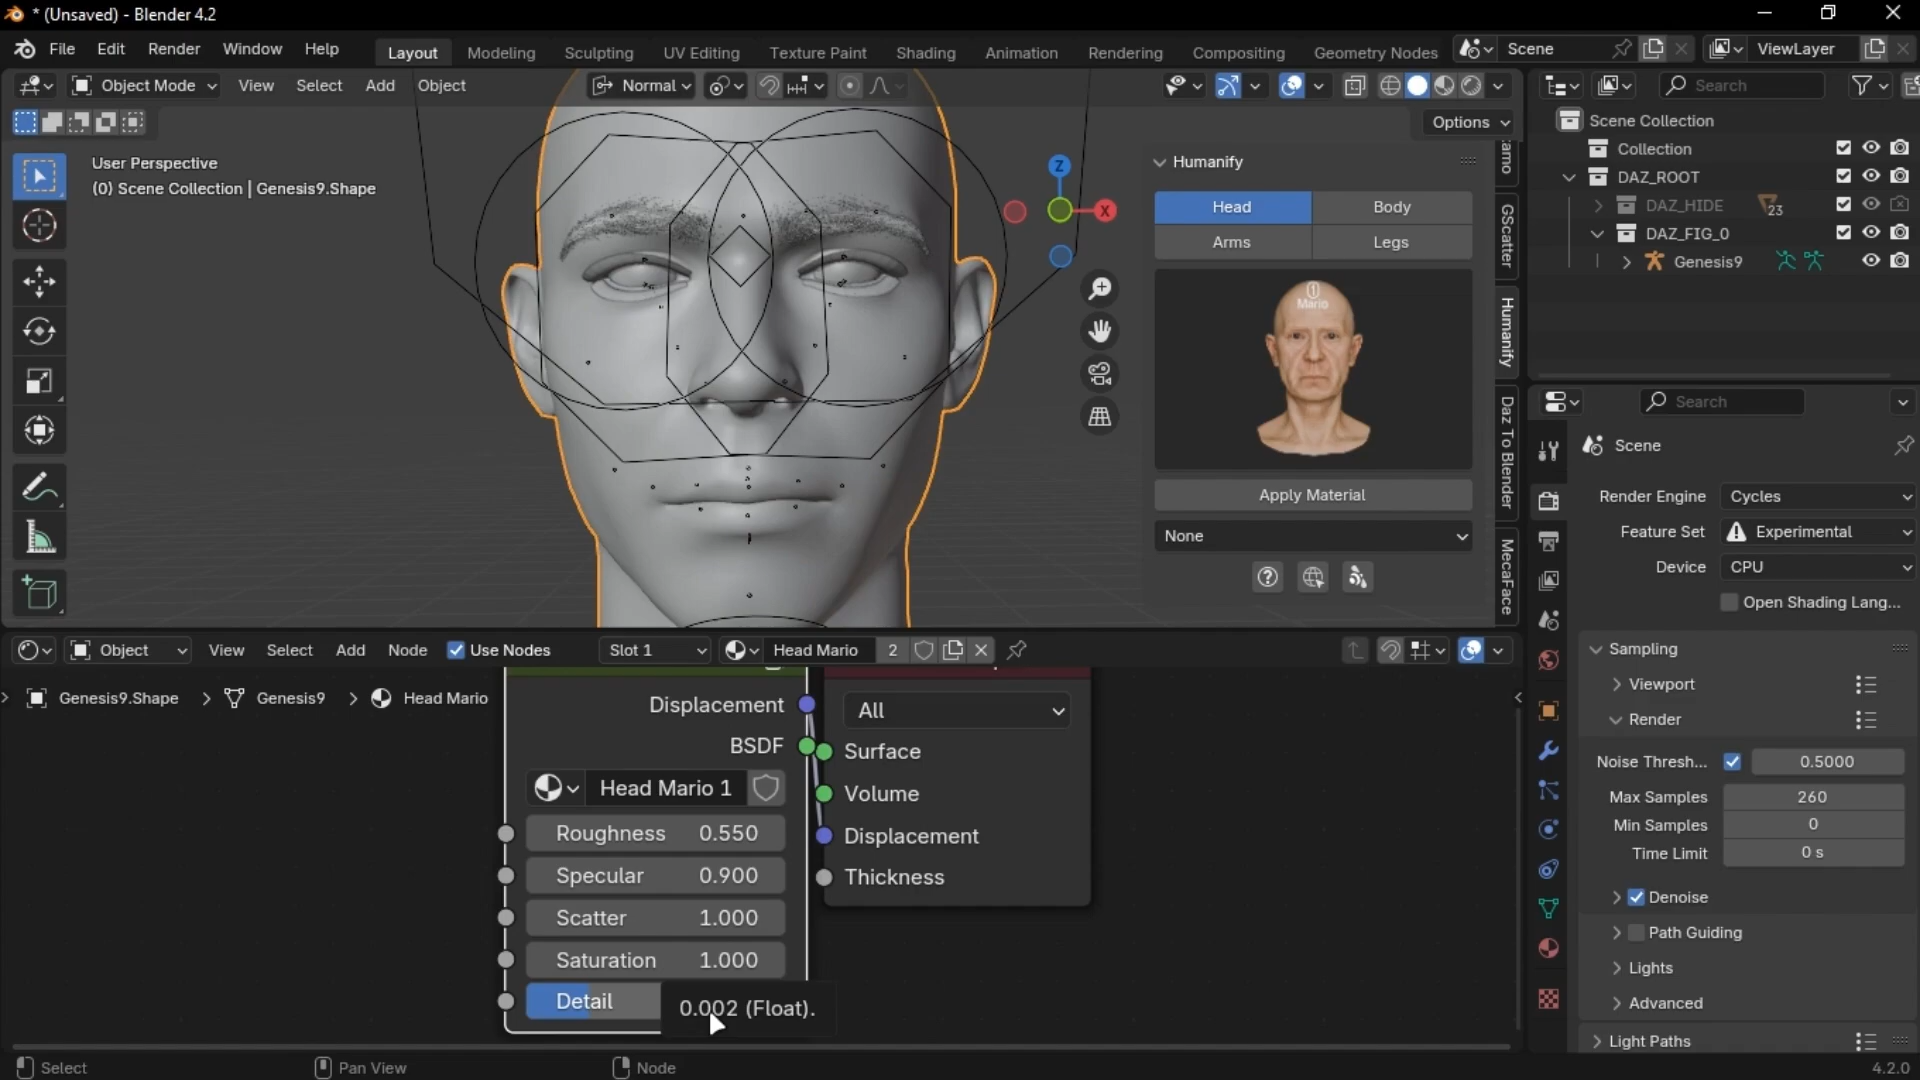 * (Unsaved) - Blender 4.2
File Edit Render Window Help
Layout Modeling Sculpting UV Editing Texture Paint Shading Animation Rendering Compositing Geometry Nodes
Scene
ViewLayer
Object Mode View Select Add Object
Normal
Search
Options
User Perspective
(0) Scene Collection | Genesis9.Shape
Z
X
Humanify
Head Body
Arms Legs
Mario
Apply Material
None
GScatter
Humanify
Daz To Blender
MecaFace
Scene Collection
Collection
DAZ_ROOT
DAZ_HIDE 23
DAZ_FIG_0
Genesis9
Search
Scene
Render Engine Cycles
Feature Set Experimental
Device CPU
Open Shading Lang...
Sampling
Viewport
Render
Noise Thresh... 0.5000
Max Samples 260
Min Samples 0
Time Limit 0 s
Denoise
Path Guiding
Lights
Advanced
Light Paths
Object View Select Add Node Use Nodes Slot 1 Head Mario 2
Genesis9.Shape > Genesis9 > Head Mario
Displacement
BSDF
Head Mario 1
Roughness 0.550
Specular 0.900
Scatter 1.000
Saturation 1.000
Detail
0.002 (Float).
All
Surface
Volume
Displacement
Thickness
Select Pan View Node
4.2.0